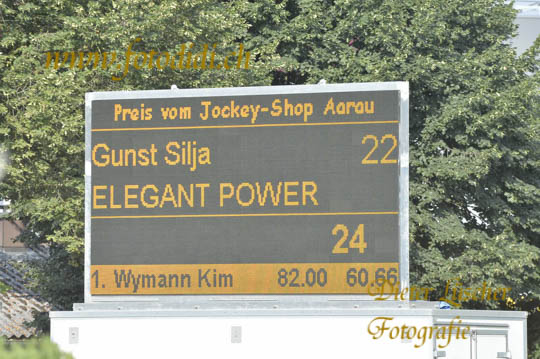 www.fotodidi.ch
Preis vom Jockey-Shop Aarau
Gunst Silja 22
ELEGANT POWER
24
1. Wymann Kim 82.00 60.66
Dieter Fischer
Fotografie